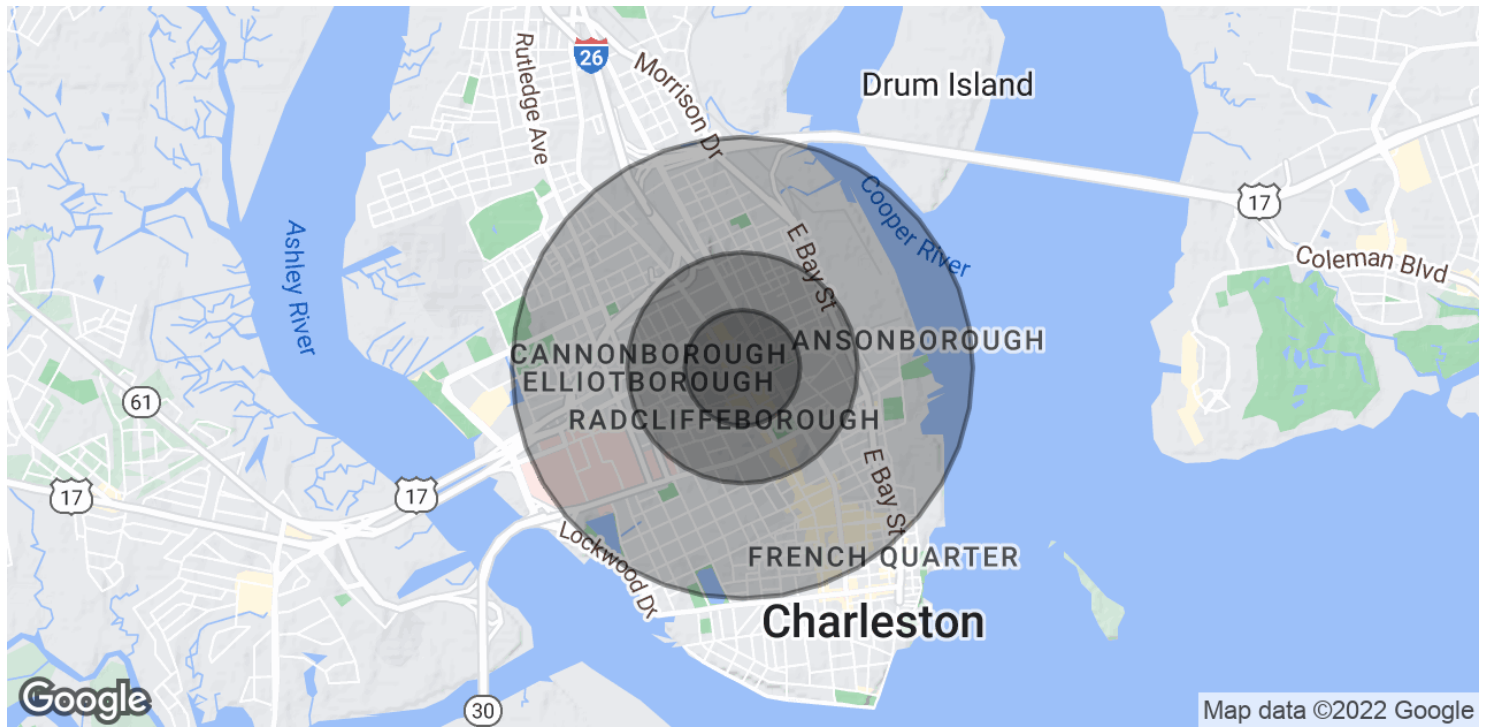 26
Rutledge Ave
Morrison Dr
Drum Island
17
Cooper River
Ashley River
E Bay St
Coleman Blvd
ANSONBOROUGH
CANNONBOROUGH
ELLIOTBOROUGH
61
RADCLIFFEBOROUGH
17
17
E Bay St
Lockwood Dr
FRENCH QUARTER
Charleston
Google
30
Map data ©2022 Google